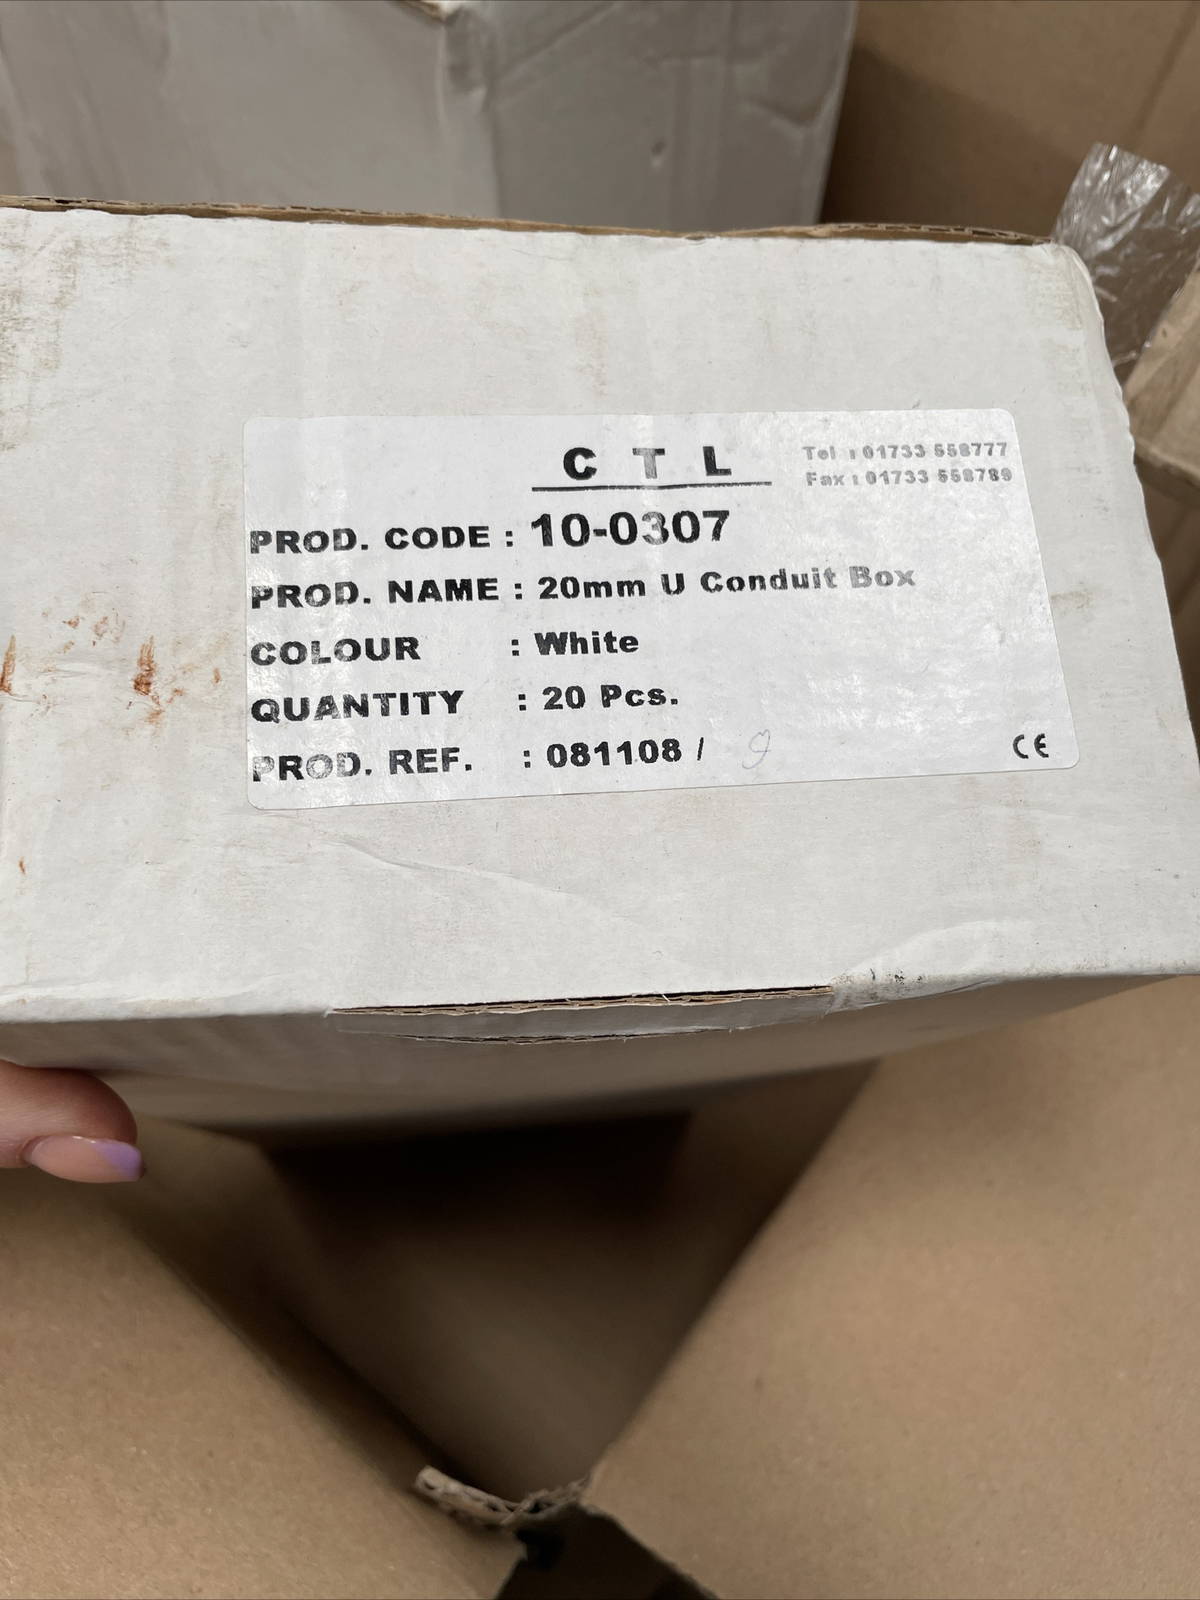 C T L
Tel : 01733 558777
Fax : 01733 558789
PROD. CODE : 10-0307
PROD. NAME : 20mm U Conduit Box
COLOUR : White
QUANTITY : 20 Pcs.
PROD. REF. : 081108 / 9
CE